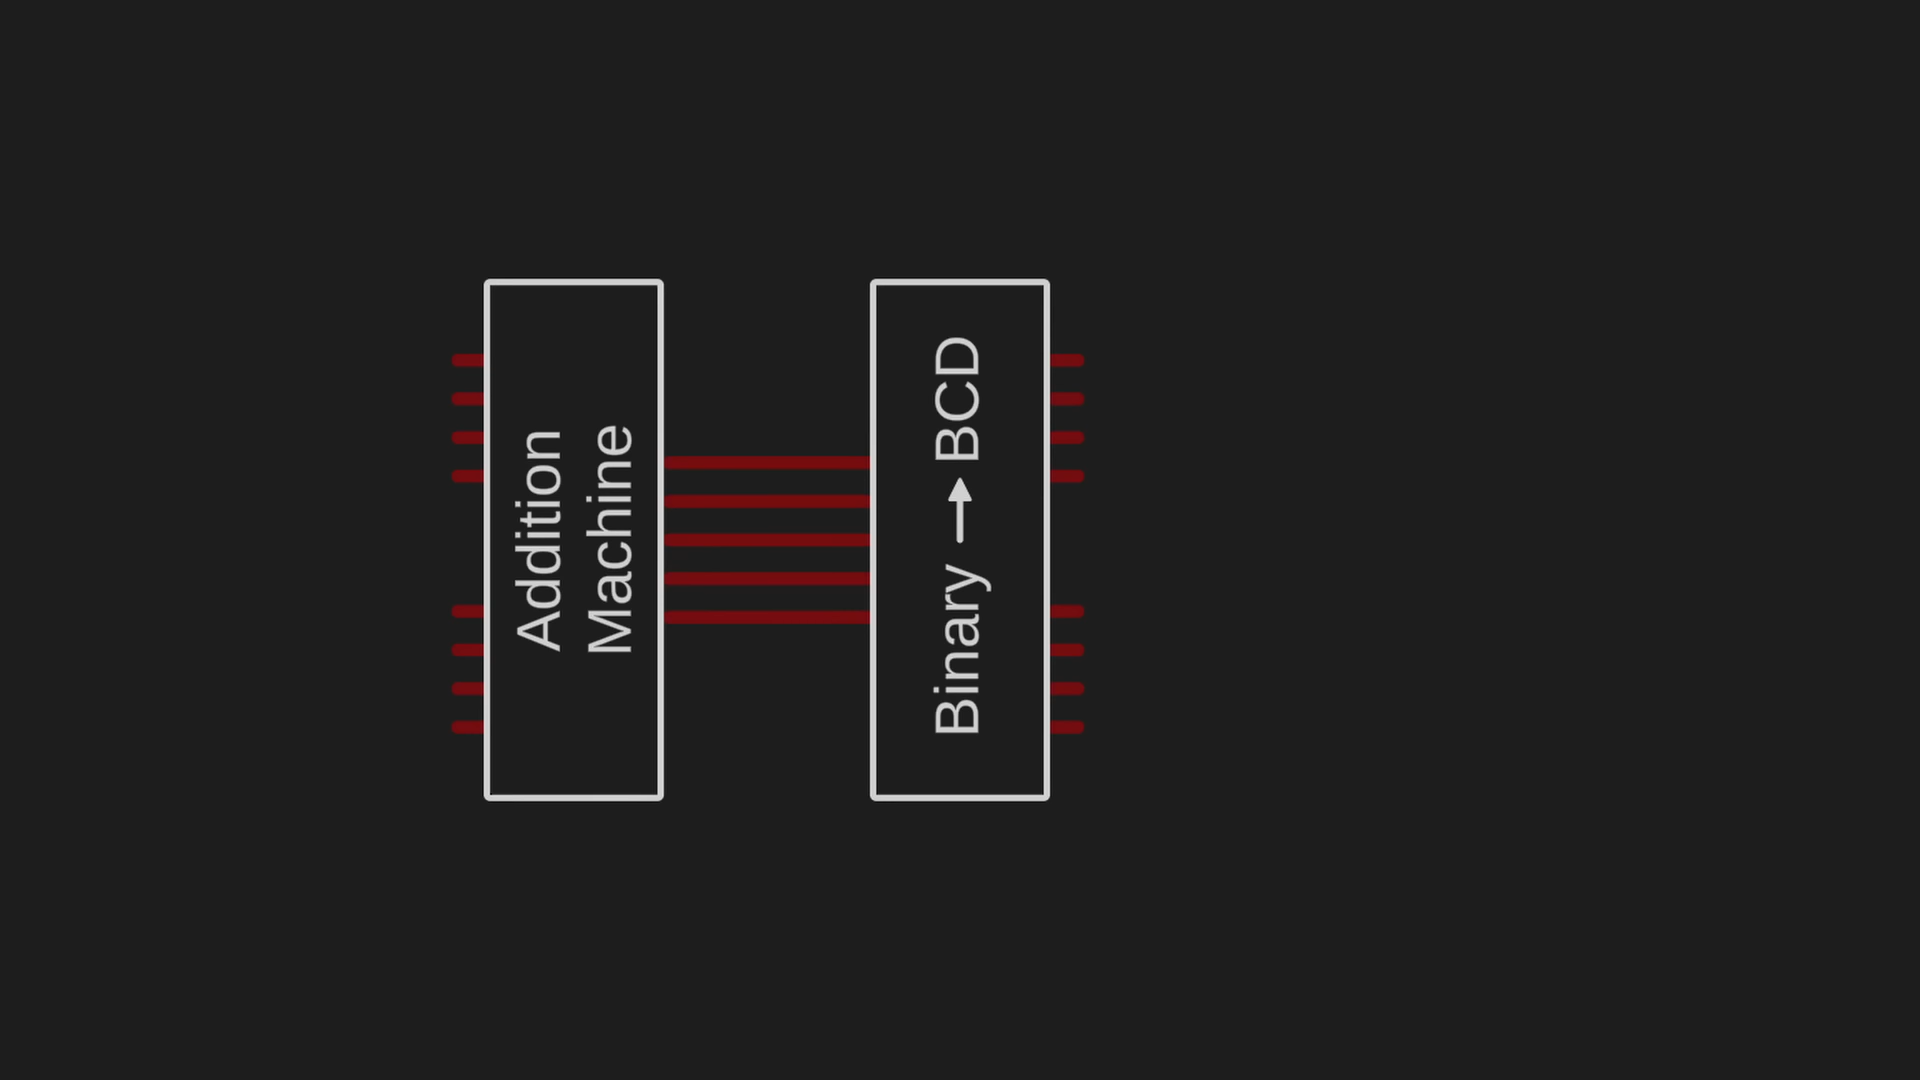 Addition
Machine
Binary → BCD